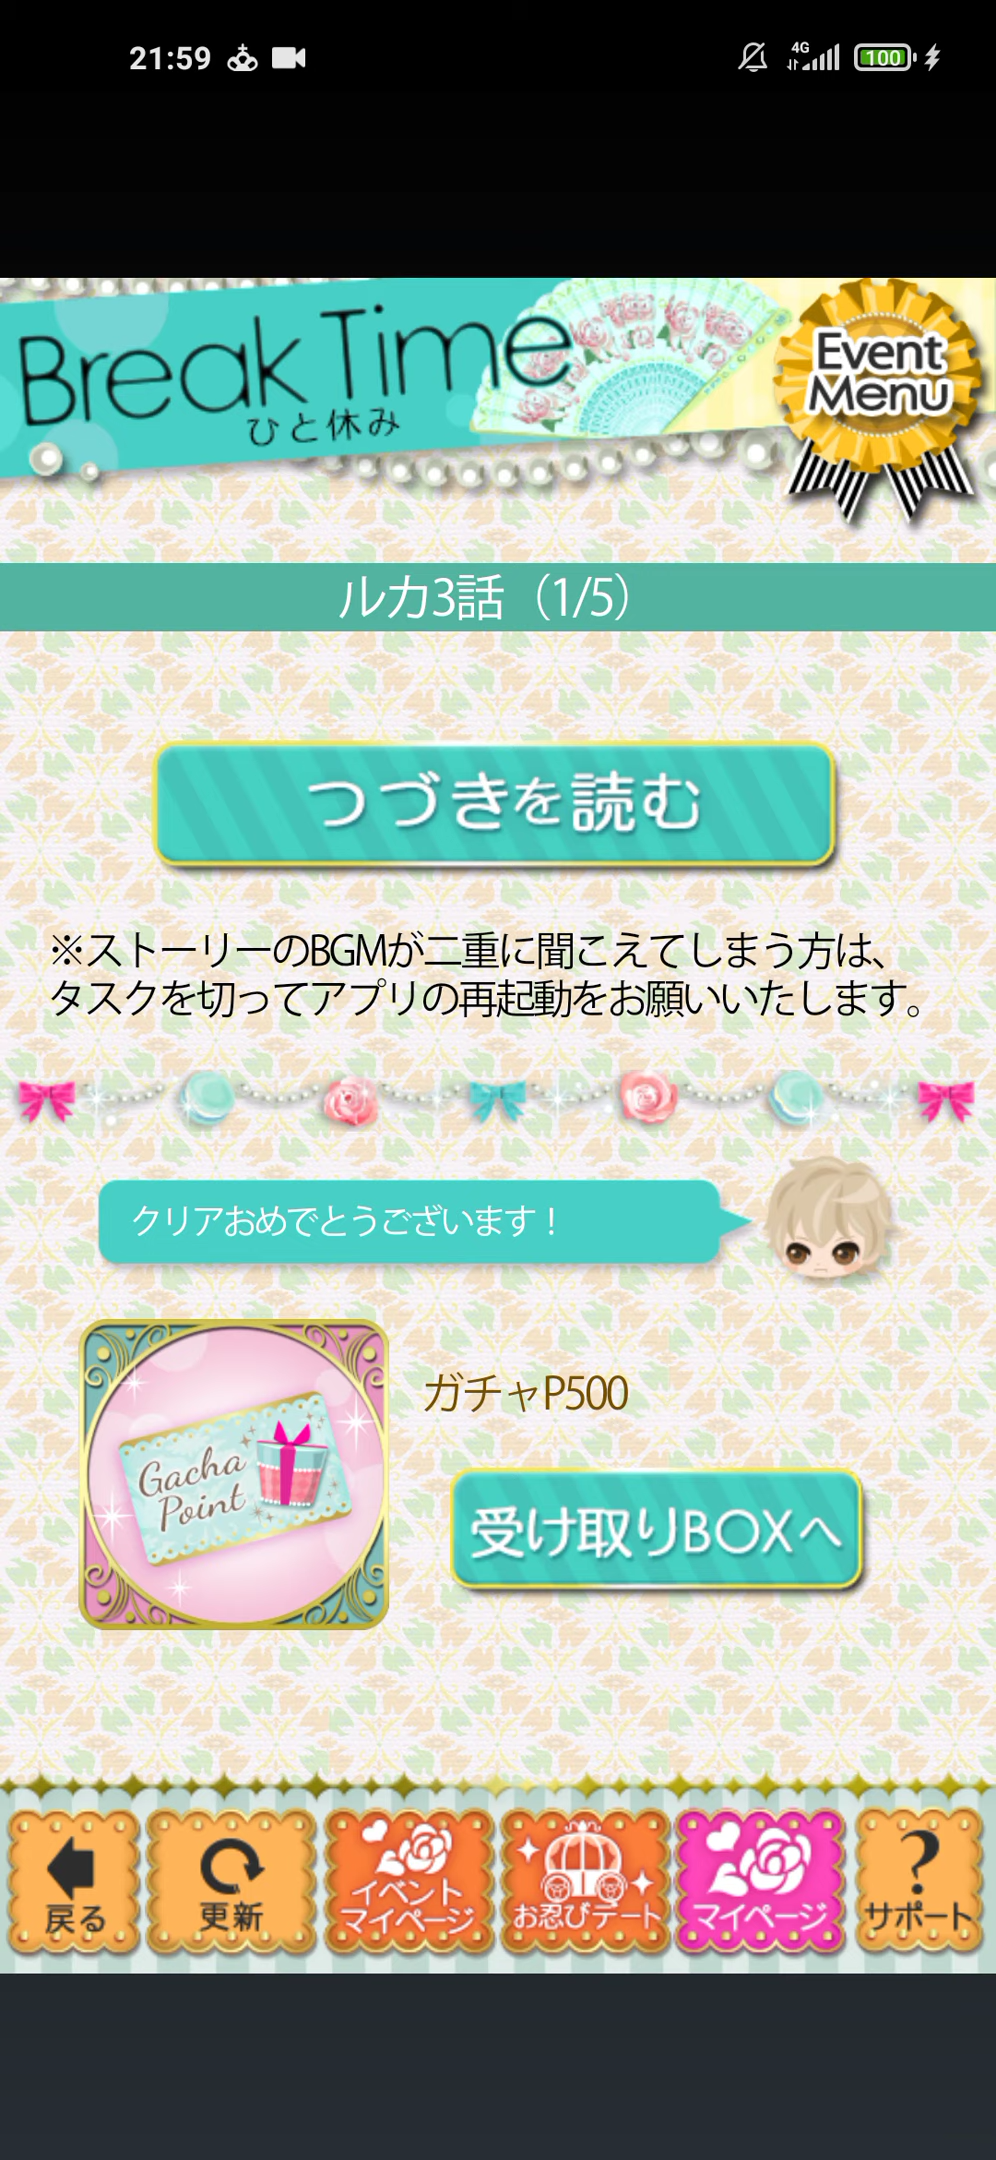 21:59
4G
100
Break Time
ひと休み
Event
Menu
ルカ3話（1/5）
つづきを読む
※ストーリーのBGMが二重に聞こえてしまう方は、
タスクを切ってアプリの再起動をお願いいたします。
クリアおめでとうございます！
Gacha
Point
ガチャP500
受け取りBOXへ
戻る
更新
イベント
マイページ
お忍びデート
マイページ
?
サポート